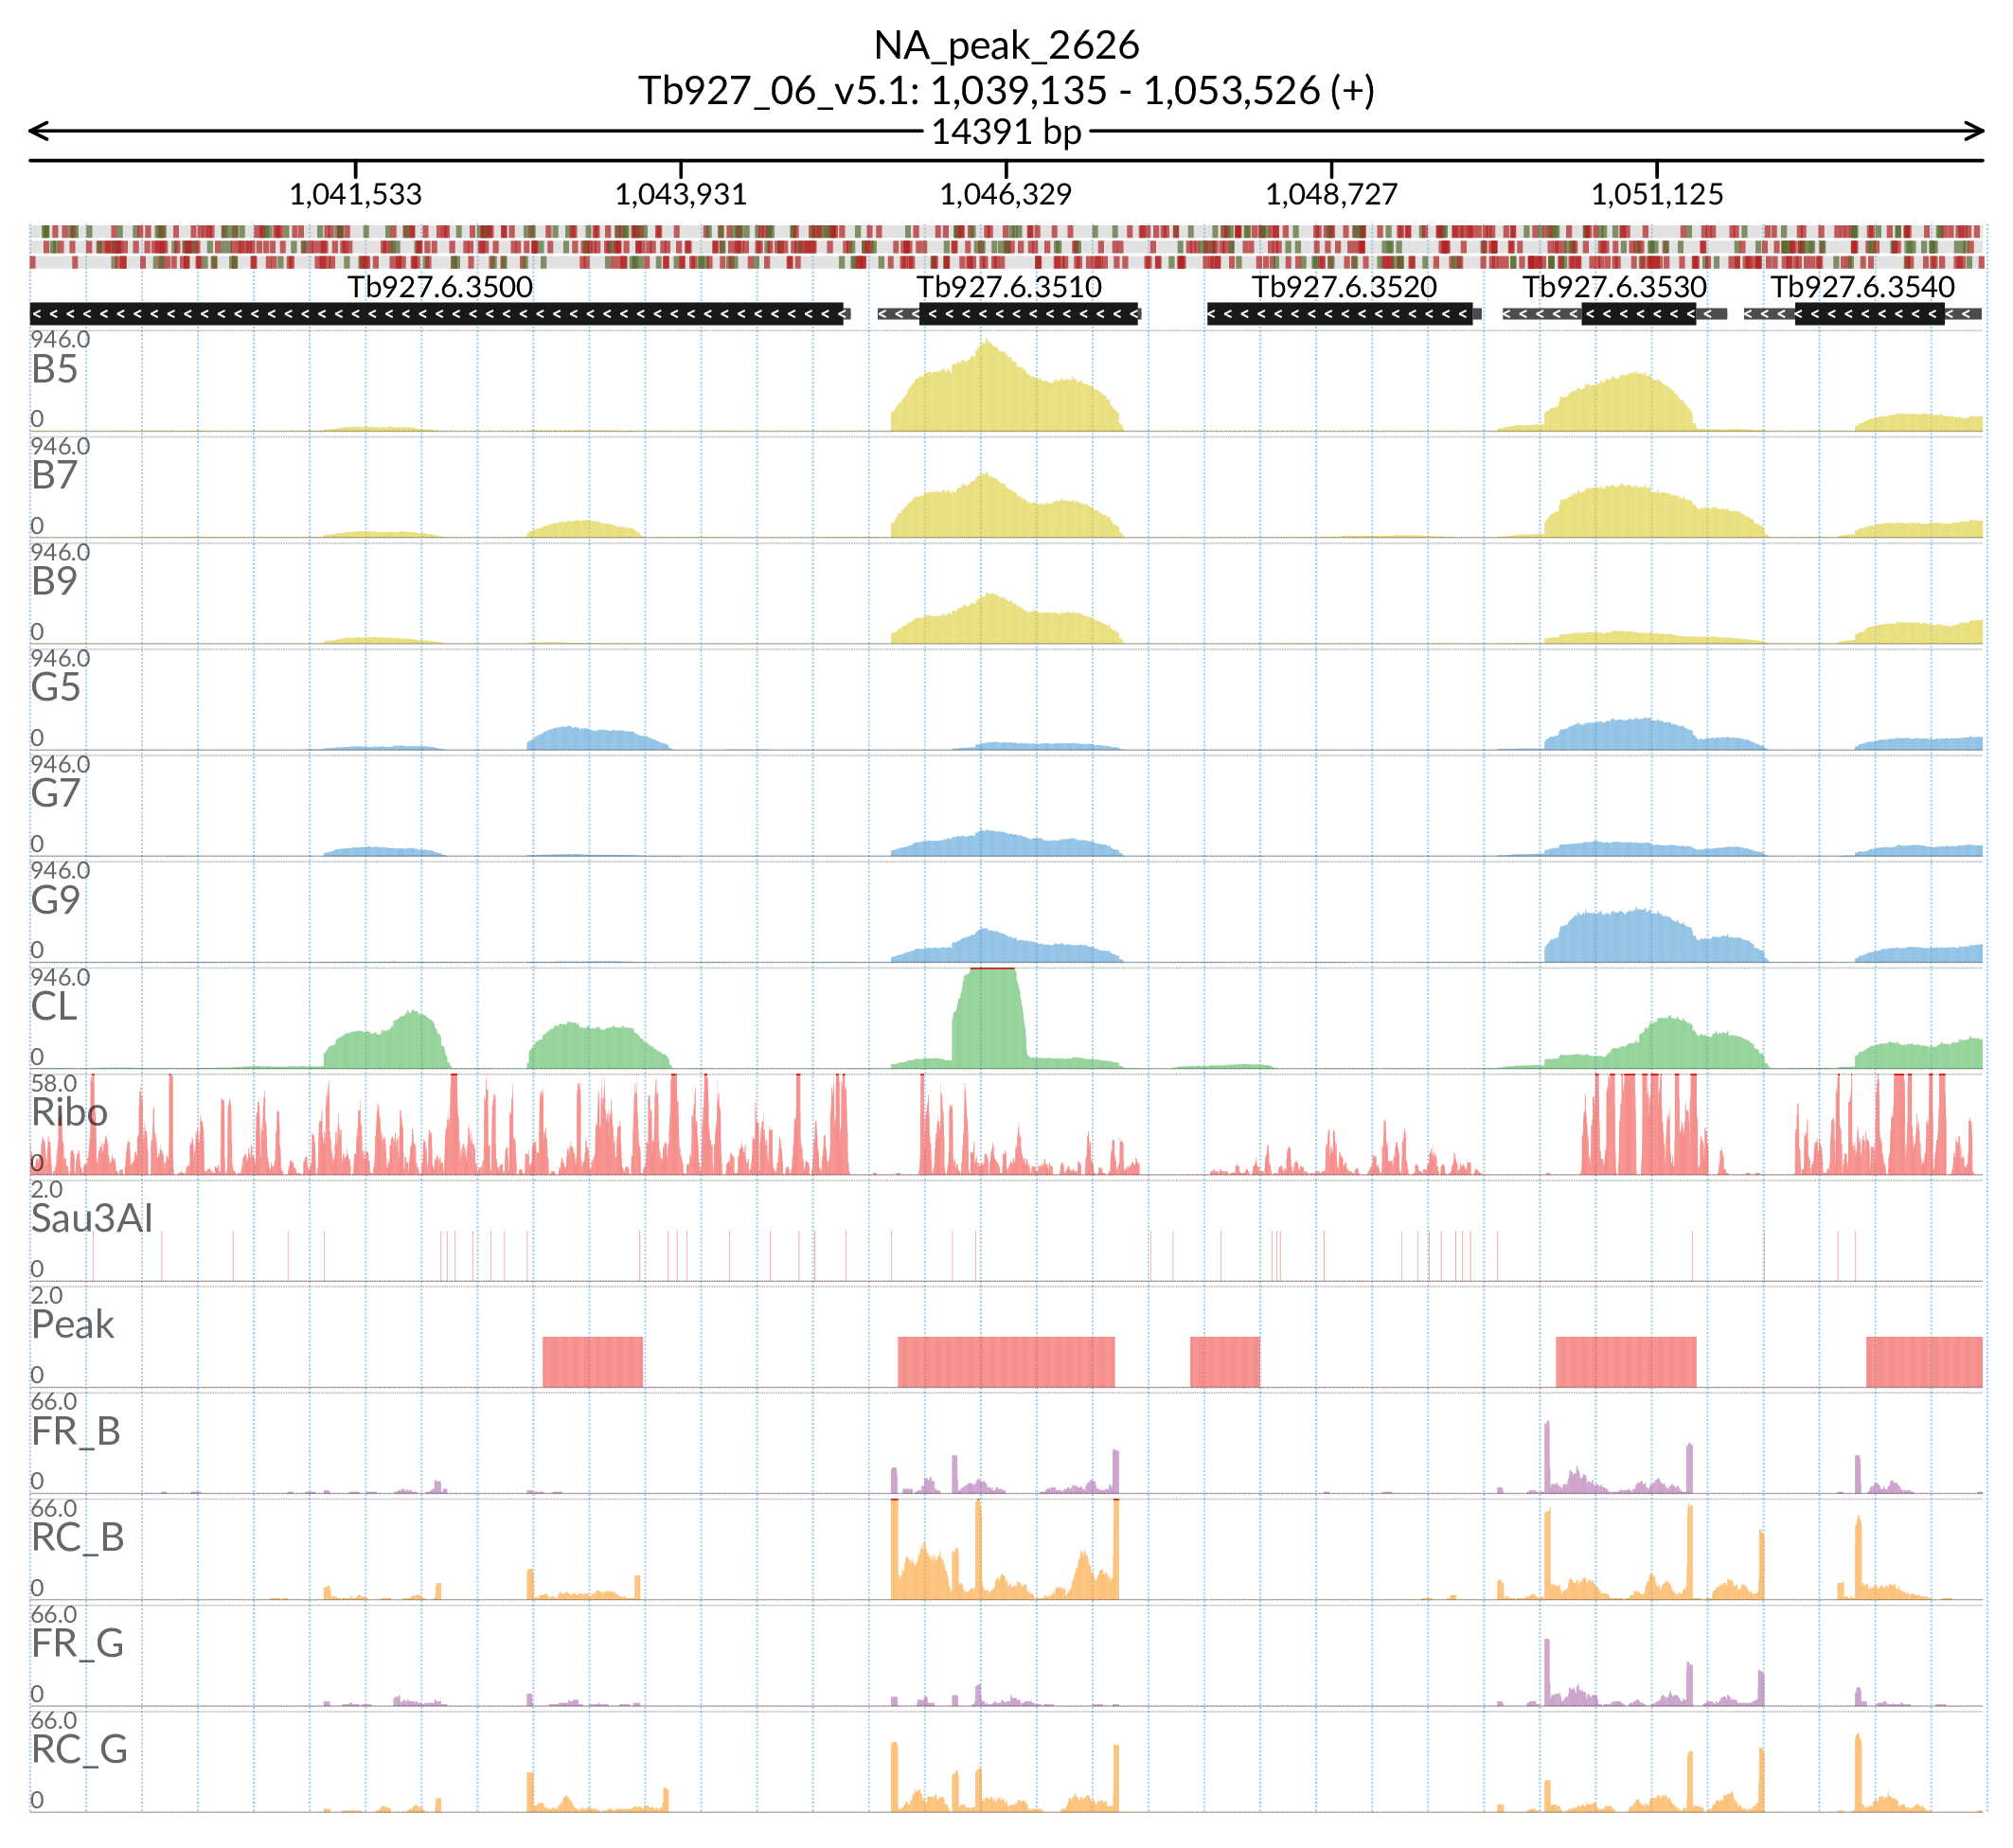 NA_peak_2626
Tb927_06_v5.1: 1,039,135 - 1,053,526 (+)
14391 bp
1,041,533 1,043,931 1,046,329 1,048,727 1,051,125
Tb927.6.3500 Tb927.6.3510 Tb927.6.3520 Tb927.6.3530 Tb927.6.3540
946.0
B5
0
946.0
B7
0
946.0
B9
0
946.0
G5
0
946.0
G7
0
946.0
G9
0
946.0
CL
0
58.0
Ribo
0
2.0
Sau3AI
0
2.0
Peak
0
66.0
FR_B
0
66.0
RC_B
0
66.0
FR_G
0
66.0
RC_G
0